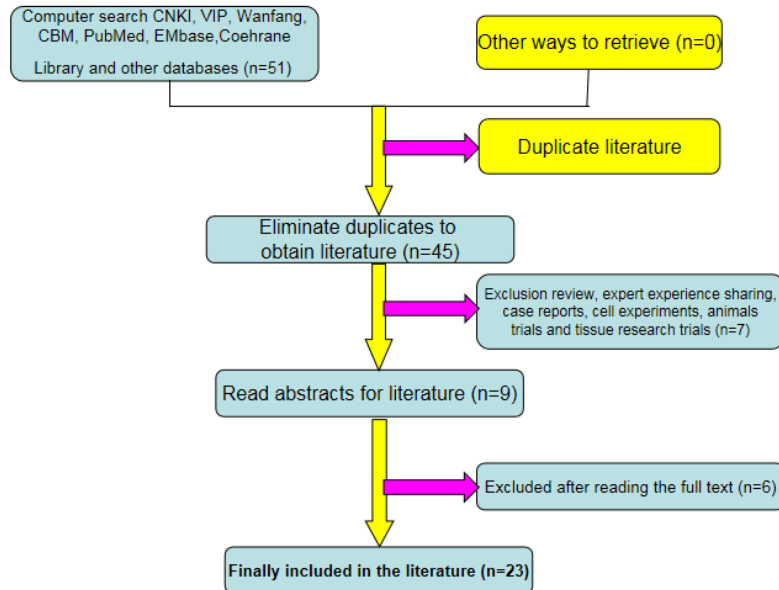 Computer search CNKI, VIP, Wanfang,
CBM, PubMed, EMbase,Coehrane
Library and other databases (n=51)
Other ways to retrieve (n=0)
Duplicate literature
Eliminate duplicates to
obtain literature (n=45)
Exclusion review, expert experience sharing,
case reports, cell experiments, animals
trials and tissue research trials (n=7)
Read abstracts for literature (n=9)
Excluded after reading the full text (n=6)
Finally included in the literature (n=23)